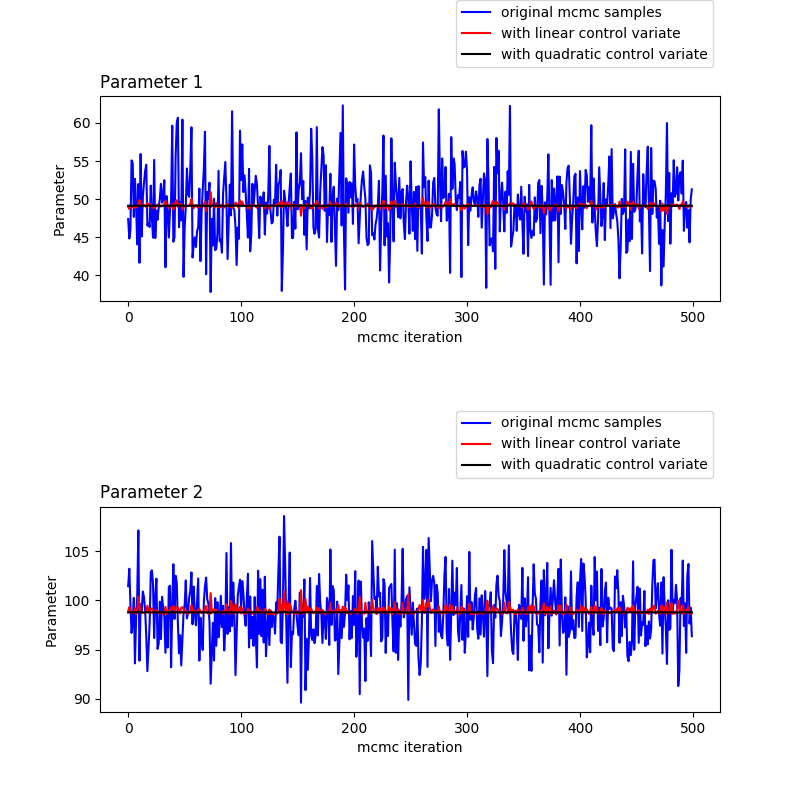 original mcmc samples
with linear control variate
with quadratic control variate
Parameter 1
60
55
50
45
40
Parameter
0 100 200 300 400 500
mcmc iteration
original mcmc samples
with linear control variate
with quadratic control variate
Parameter 2
105
100
95
90
Parameter
0 100 200 300 400 500
mcmc iteration